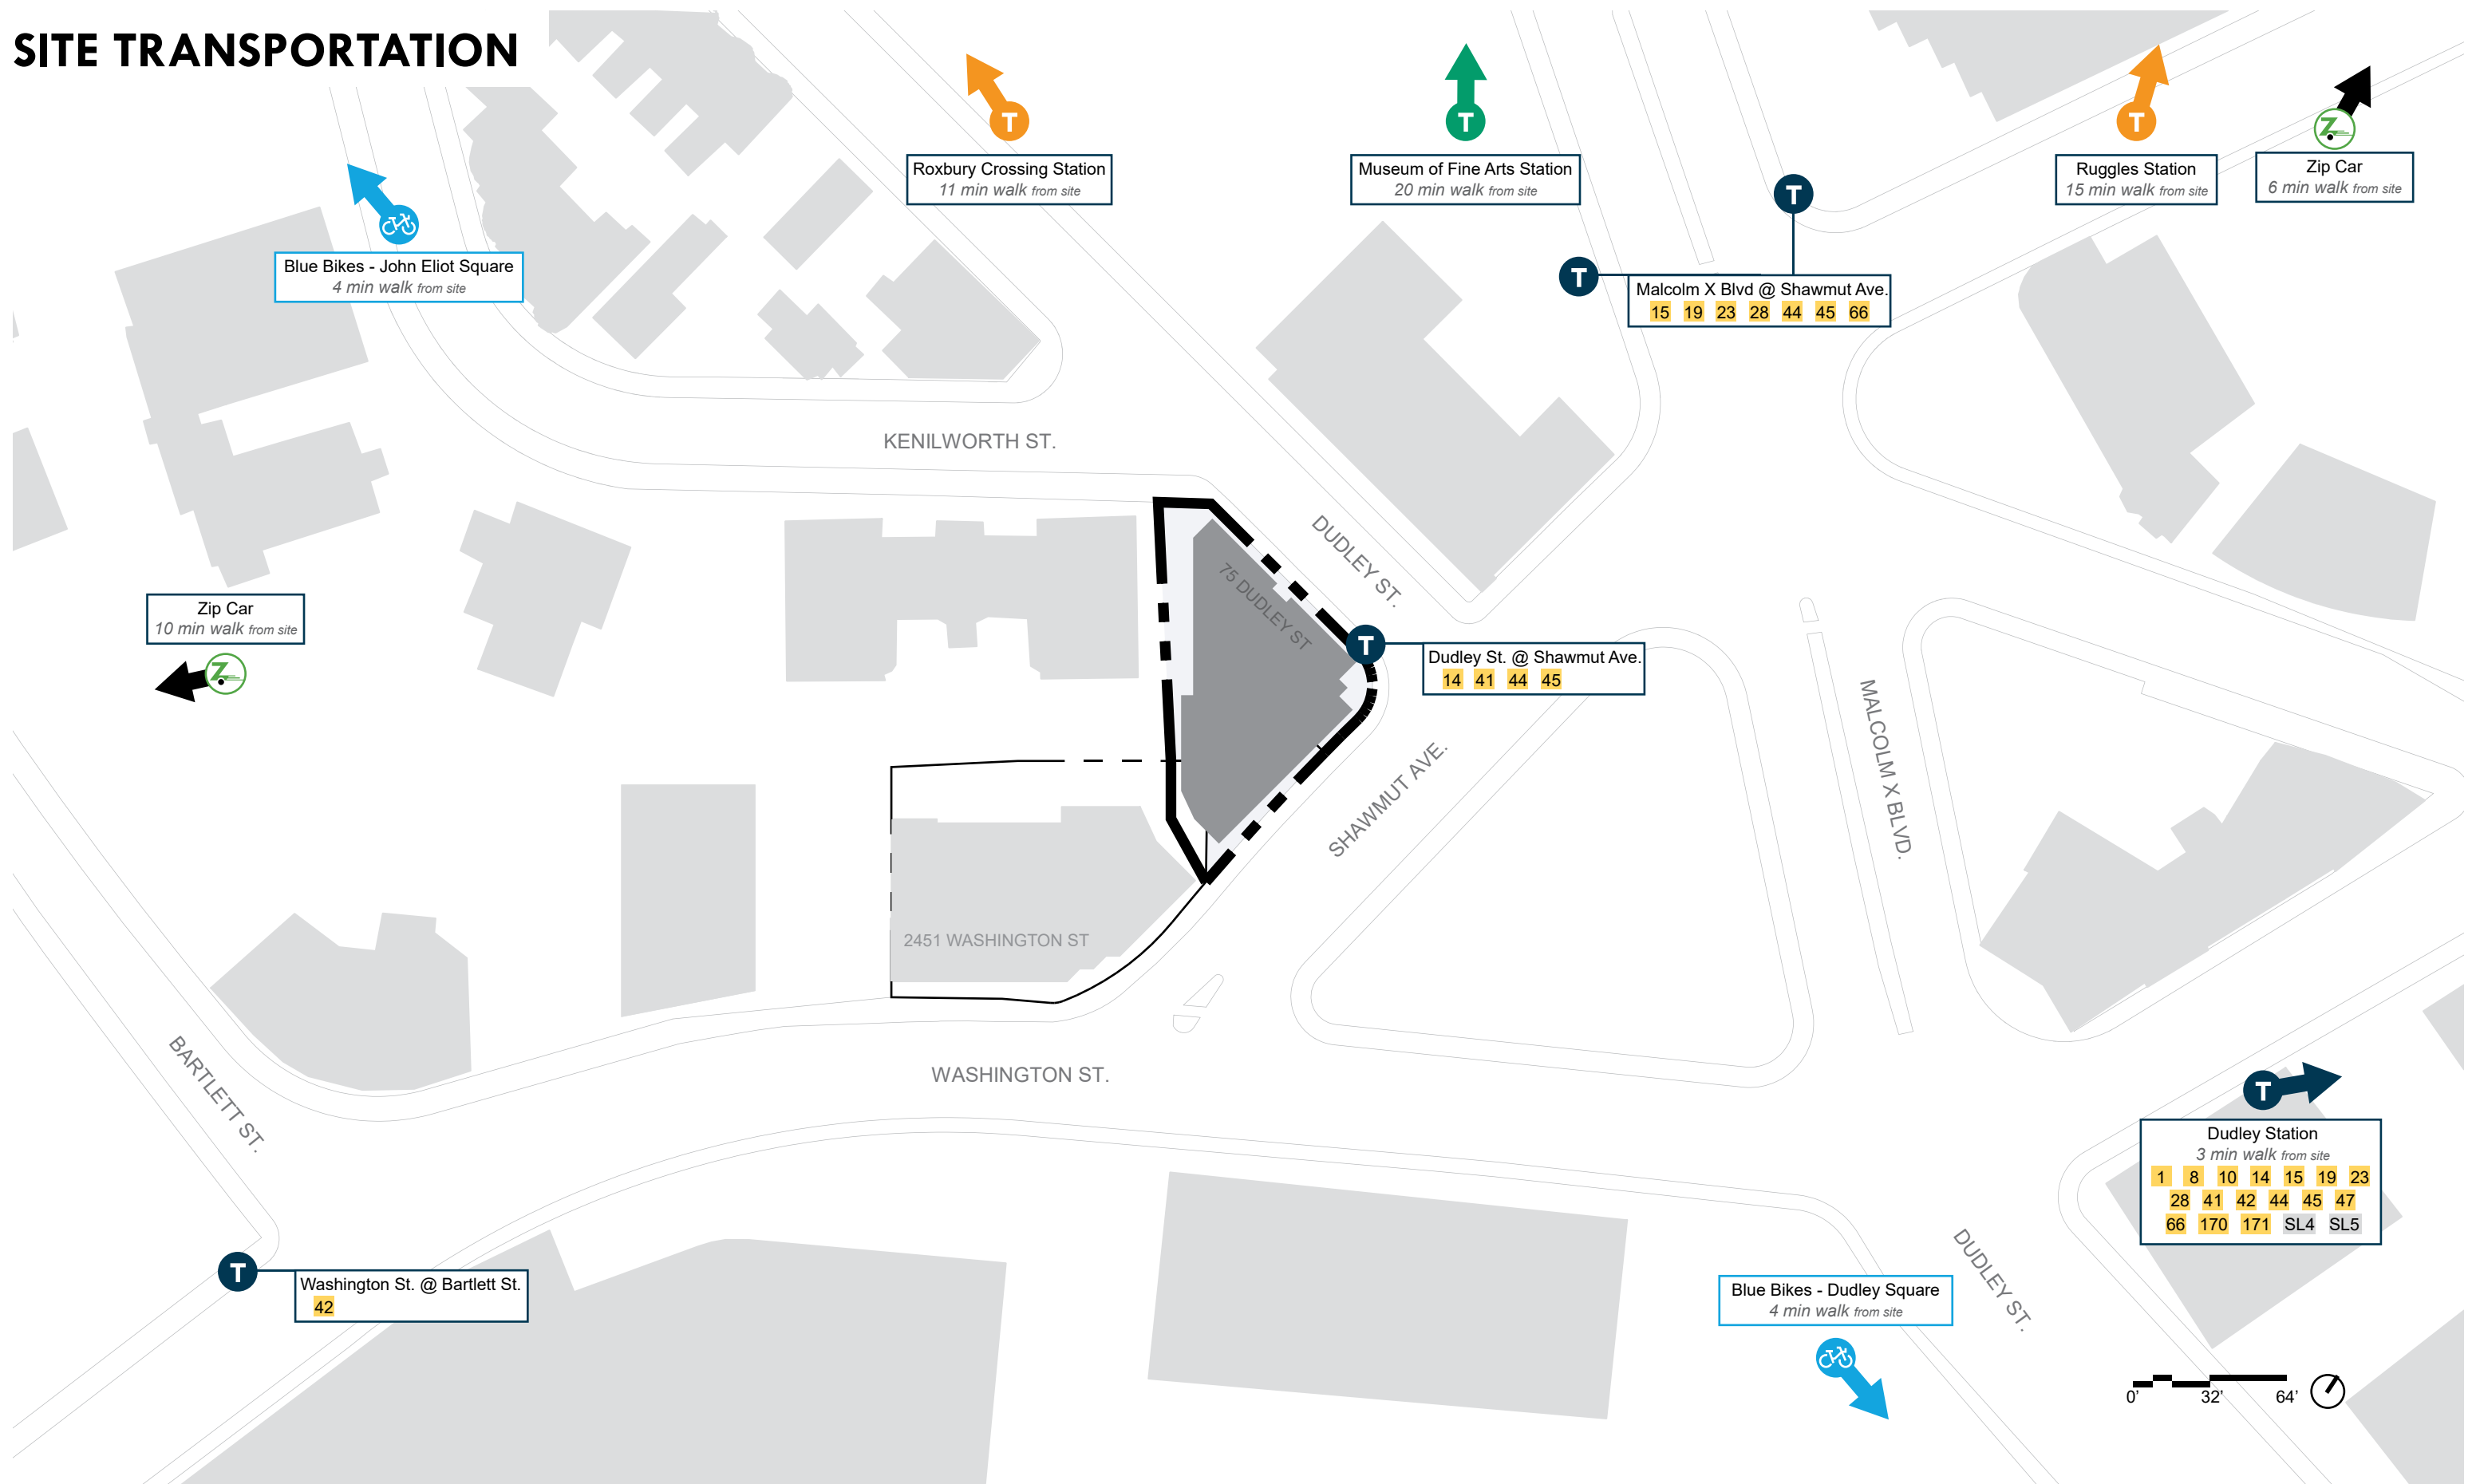 SITE TRANSPORTATION
T
T
T
Z
Roxbury Crossing Station
11 min walk from site
Museum of Fine Arts Station
20 min walk from site
Ruggles Station
15 min walk from site
Zip Car
6 min walk from site
T
Blue Bikes - John Eliot Square
4 min walk from site
T
Malcolm X Blvd @ Shawmut Ave.
15 19 23 28 44 45 66
KENILWORTH ST.
DUDLEY ST.
75 DUDLEY ST
Zip Car
10 min walk from site
Z
T
Dudley St. @ Shawmut Ave.
14 41 44 45
SHAWMUT AVE.
MALCOLM X BLVD.
2451 WASHINGTON ST
WASHINGTON ST.
BARTLETT ST.
T
Dudley Station
3 min walk from site
1 8 10 14 15 19 23
28 41 42 44 45 47
66 170 171 SL4 SL5
T
Washington St. @ Bartlett St.
42
DUDLEY ST.
Blue Bikes - Dudley Square
4 min walk from site
0' 32' 64'